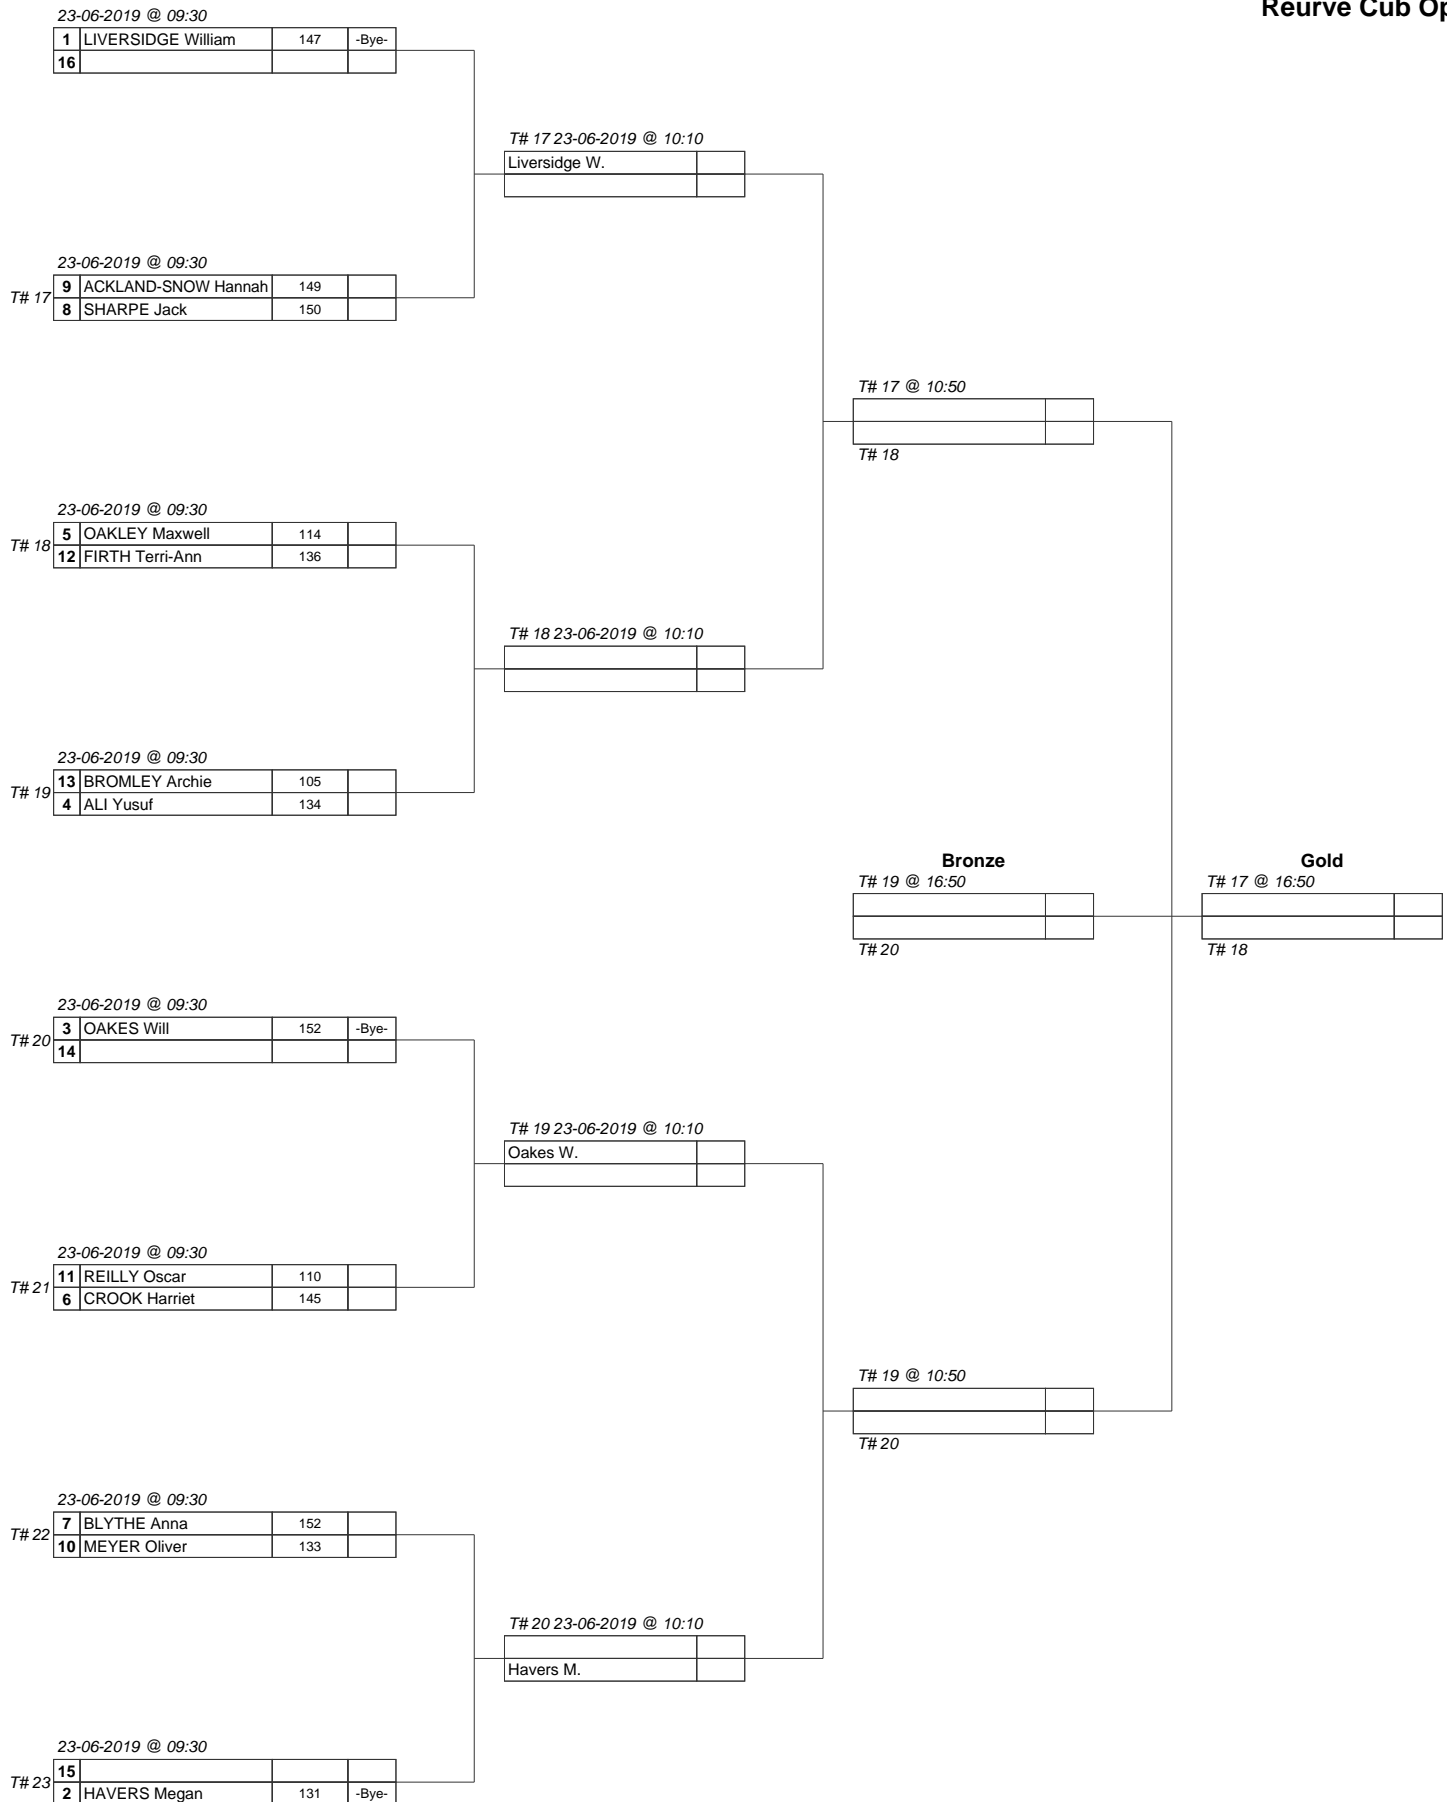 Reurve Cub Op
23-06-2019 @ 09:30
1 LIVERSIDGE William 147 -Bye-
16
T# 17 23-06-2019 @ 10:10
Liversidge W.
23-06-2019 @ 09:30
T# 17
9 ACKLAND-SNOW Hannah 149
8 SHARPE Jack 150
T# 17 @ 10:50
T# 18
23-06-2019 @ 09:30
T# 18
5 OAKLEY Maxwell 114
12 FIRTH Terri-Ann 136
T# 18 23-06-2019 @ 10:10
23-06-2019 @ 09:30
T# 19
13 BROMLEY Archie 105
4 ALI Yusuf 134
Bronze
T# 19 @ 16:50
T# 20
Gold
T# 17 @ 16:50
T# 18
23-06-2019 @ 09:30
T# 20
3 OAKES Will 152 -Bye-
14
T# 19 23-06-2019 @ 10:10
Oakes W.
23-06-2019 @ 09:30
T# 21
11 REILLY Oscar 110
6 CROOK Harriet 145
T# 19 @ 10:50
T# 20
23-06-2019 @ 09:30
T# 22
7 BLYTHE Anna 152
10 MEYER Oliver 133
T# 20 23-06-2019 @ 10:10
Havers M.
23-06-2019 @ 09:30
T# 23
15
2 HAVERS Megan 131 -Bye-